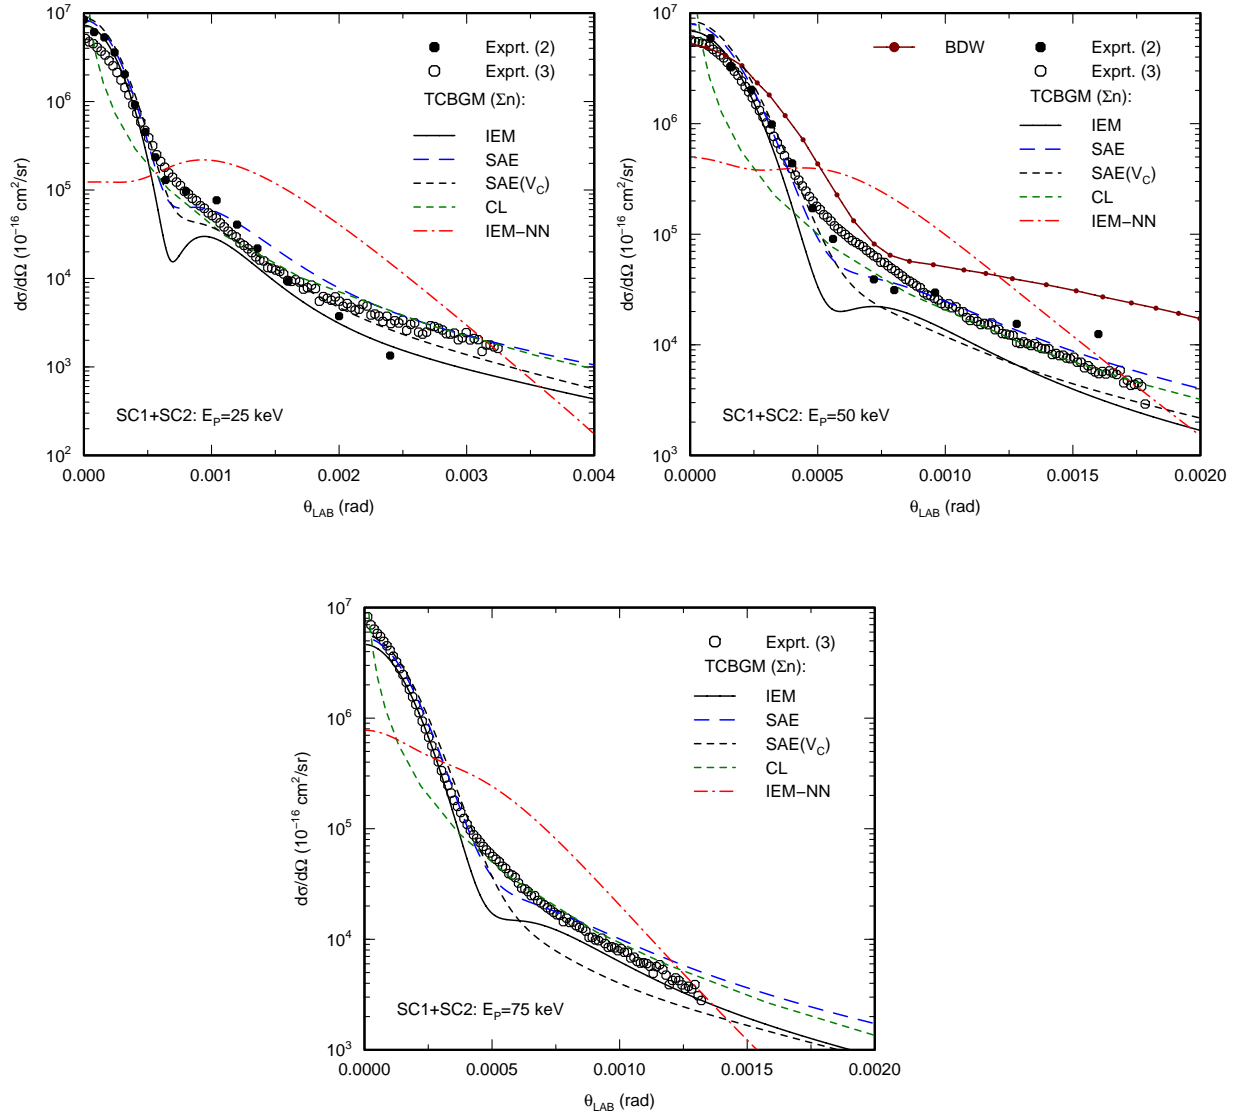 10^7
10^6
10^5
10^4
10^3
10^2
dσ/dΩ (10^−16 cm^2/sr)
Exprt. (2)
Exprt. (3)
TCBGM (Σn):
IEM
SAE
SAE(V_C)
CL
IEM−NN
SC1+SC2: E_P=25 keV
0.000 0.001 0.002 0.003 0.004
θ_LAB (rad)
10^7
10^6
10^5
10^4
10^3
dσ/dΩ (10^−16 cm^2/sr)
BDW Exprt. (2)
Exprt. (3)
TCBGM (Σn):
IEM
SAE
SAE(V_C)
CL
IEM−NN
SC1+SC2: E_P=50 keV
0.0000 0.0005 0.0010 0.0015 0.0020
θ_LAB (rad)
10^7
10^6
10^5
10^4
10^3
dσ/dΩ (10^−16 cm^2/sr)
Exprt. (3)
TCBGM (Σn):
IEM
SAE
SAE(V_C)
CL
IEM−NN
SC1+SC2: E_P=75 keV
0.0000 0.0005 0.0010 0.0015 0.0020
θ_LAB (rad)